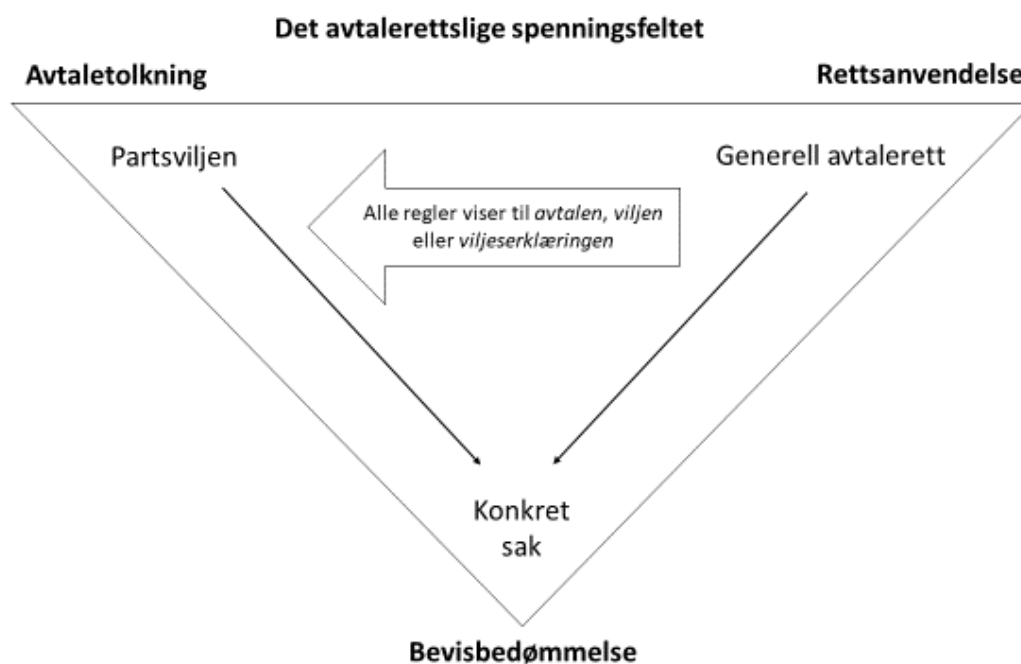 Det avtalerettslige spenningsfeltet
Avtaletolkning
Rettsanvendelse
Partsviljen
Generell avtalerett
Alle regler viser til avtalen, viljen
eller viljeserklæringen
Konkret
sak
Bevisbedømmelse